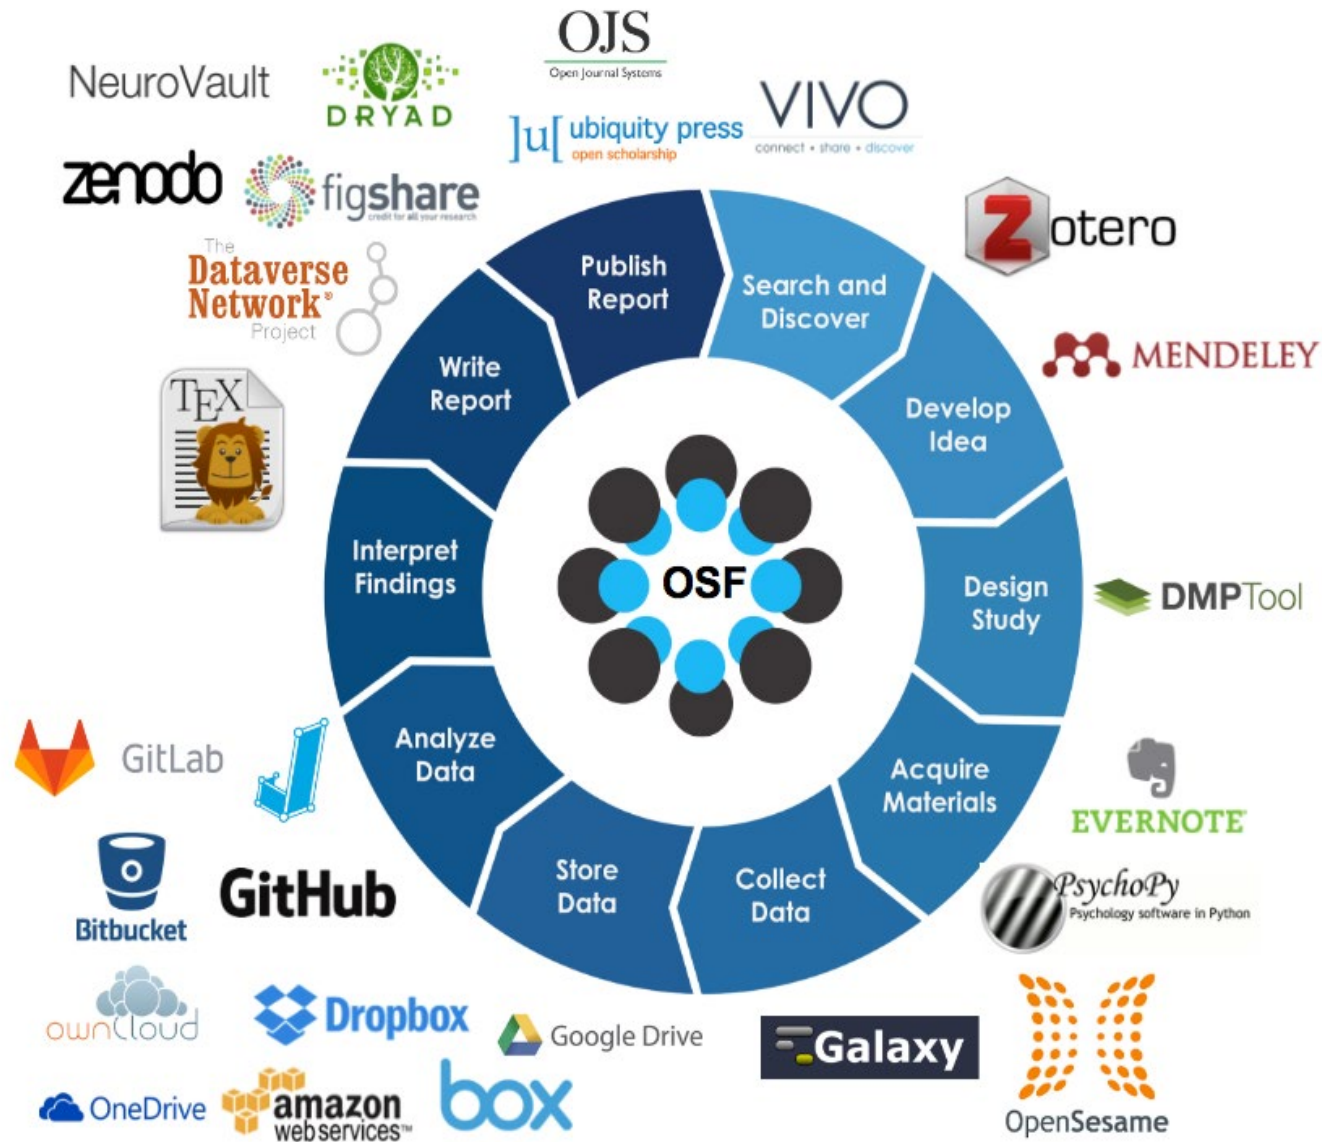 OJS
Open Journal Systems
NeuroVault
DRYAD
]u[ ubiquity press
open scholarship
VIVO
connect • share • discover
zenodo
figshare
credit for all your research
Zotero
The
Dataverse
Network®
Project
MENDELEY
TEX
DMPTool
GitLab
EVERNOTE
Bitbucket
GitHub
PsychoPy
Psychology software in Python
ownCloud
Dropbox
Google Drive
Galaxy
OneDrive
amazon
webservices™
box
OpenSesame
Publish
Report
Search and
Discover
Develop
Idea
Design
Study
Acquire
Materials
Collect
Data
Store
Data
Analyze
Data
Interpret
Findings
Write
Report
OSF